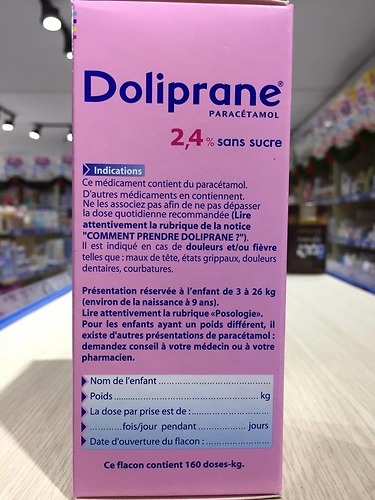 Doliprane®
PARACÉTAMOL
2,4% sans sucre
Indications
Ce médicament contient du paracétamol.
D'autres médicaments en contiennent.
Ne les associez pas afin de ne pas dépasser
la dose quotidienne recommandée (Lire
attentivement la rubrique de la notice
"COMMENT PRENDRE DOLIPRANE ?").
Il est indiqué en cas de douleurs et/ou fièvre
telles que : maux de tête, états grippaux, douleurs
dentaires, courbatures.
Présentation réservée à l'enfant de 3 à 26 kg
(environ de la naissance à 9 ans).
Lire attentivement la rubrique «Posologie».
Pour les enfants ayant un poids différent, il
existe d'autres présentations de paracétamol :
demandez conseil à votre médecin ou à votre
pharmacien.
Nom de l'enfant ................................
Poids................................................ kg
La dose par prise est de :..........................
...........fois/jour pendant ................ jours
Date d'ouverture du flacon : ......................
Ce flacon contient 160 doses-kg.